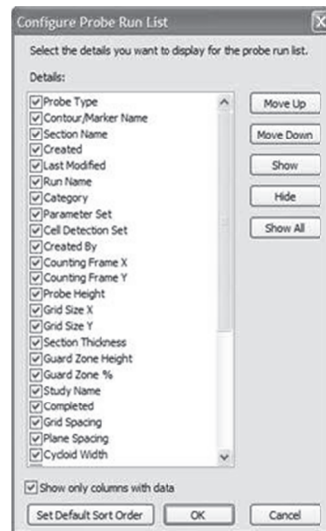 Configure Probe Run List
Select the details you want to display for the probe run list.
Details:
Probe Type
Contour/Marker Name
Section Name
Created
Last Modified
Run Name
Category
Parameter Set
Cell Detection Set
Created By
Counting Frame X
Counting Frame Y
Probe Height
Grid Size X
Grid Size Y
Section Thickness
Guard Zone Height
Guard Zone %
Study Name
Completed
Grid Spacing
Plane Spacing
Cycloid Width
Move Up
Move Down
Show
Hide
Show All
Show only columns with data
Set Default Sort Order
OK
Cancel